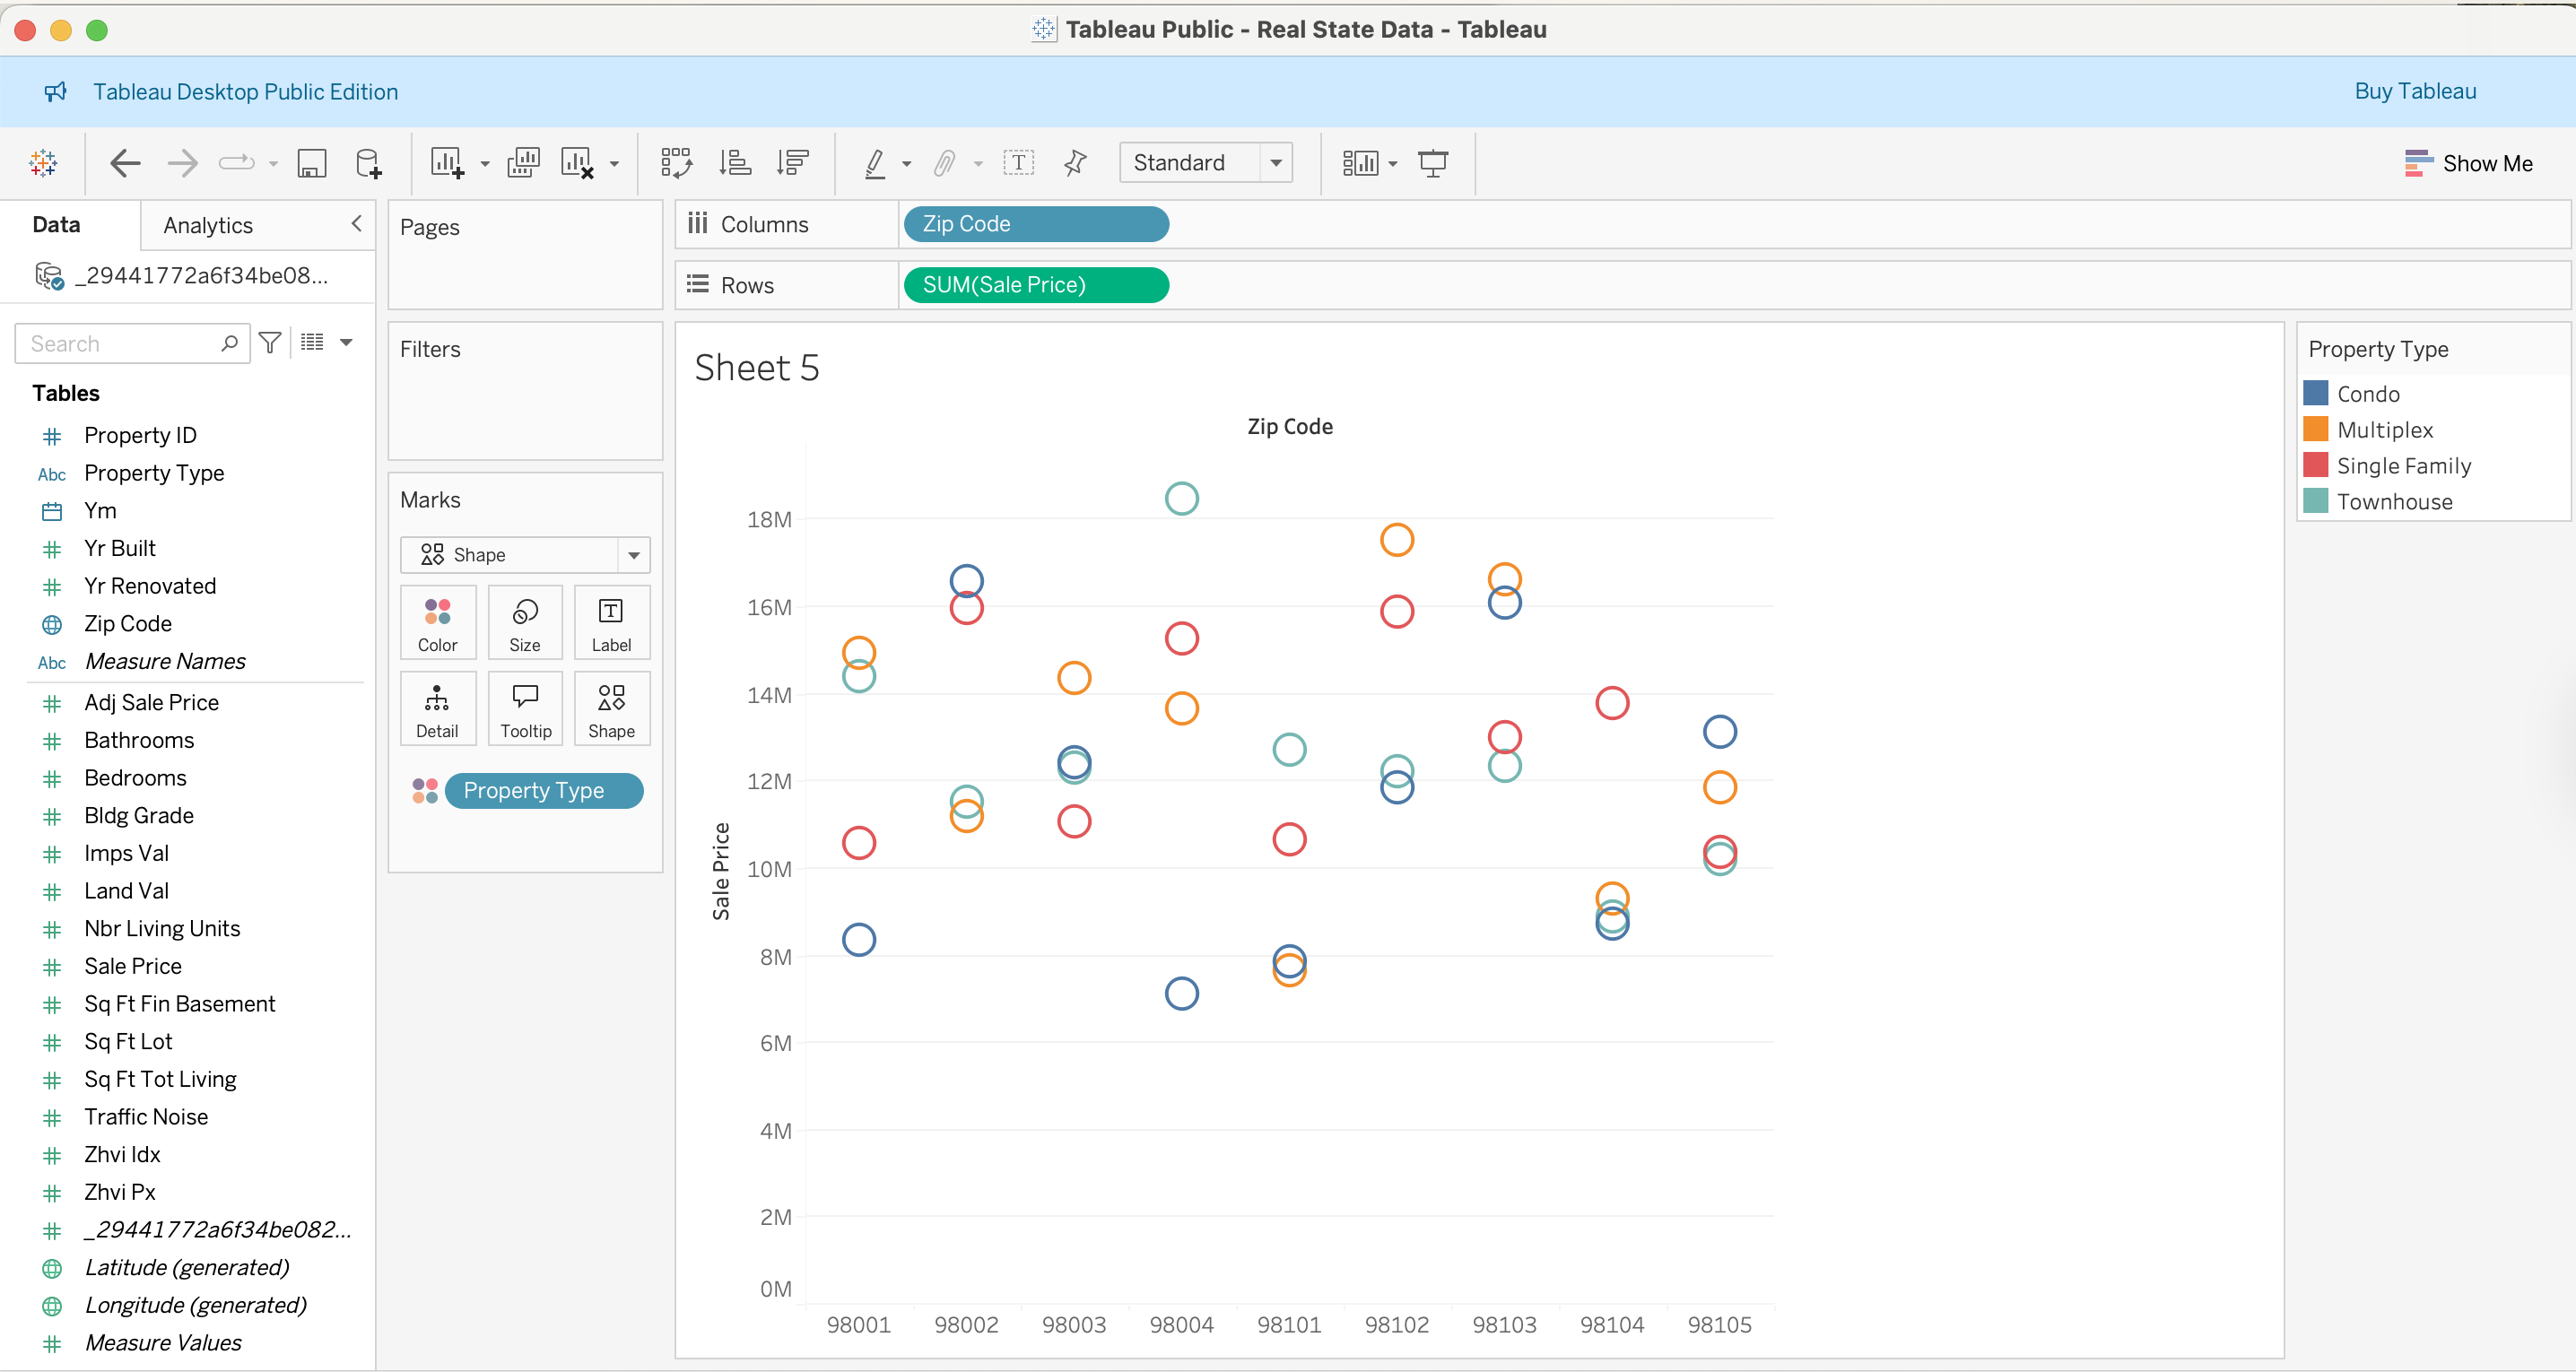 Tableau Public - Real State Data - Tableau
Tableau Desktop Public Edition
Buy Tableau
Standard
Show Me
Data
Analytics
_29441772a6f34be08...
Search
Tables
Property ID
Abc Property Type
Ym
Yr Built
Yr Renovated
Zip Code
Abc Measure Names
Adj Sale Price
Bathrooms
Bedrooms
Bldg Grade
Imps Val
Land Val
Nbr Living Units
Sale Price
Sq Ft Fin Basement
Sq Ft Lot
Sq Ft Tot Living
Traffic Noise
Zhvi Idx
Zhvi Px
_29441772a6f34be082...
Latitude (generated)
Longitude (generated)
Measure Values
Pages
Filters
Marks
Shape
Color
Size
Label
Detail
Tooltip
Shape
Property Type
Columns
Zip Code
Rows
SUM(Sale Price)
Sheet 5
Zip Code
Sale Price
18M
16M
14M
12M
10M
8M
6M
4M
2M
0M
98001 98002 98003 98004 98101 98102 98103 98104 98105
Property Type
Condo
Multiplex
Single Family
Townhouse